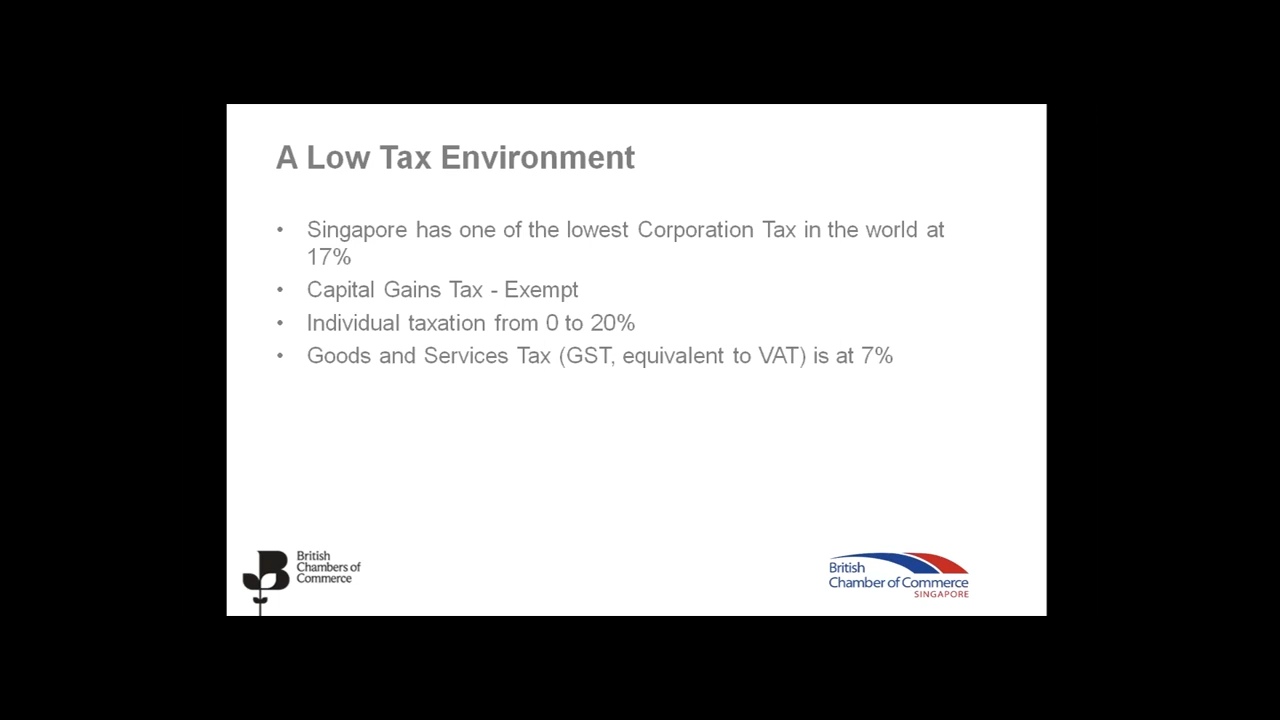 A Low Tax Environment
• Singapore has one of the lowest Corporation Tax in the world at
17%
• Capital Gains Tax - Exempt
• Individual taxation from 0 to 20%
• Goods and Services Tax (GST, equivalent to VAT) is at 7%
British
Chambers of
Commerce
British
Chamber of Commerce
SINGAPORE